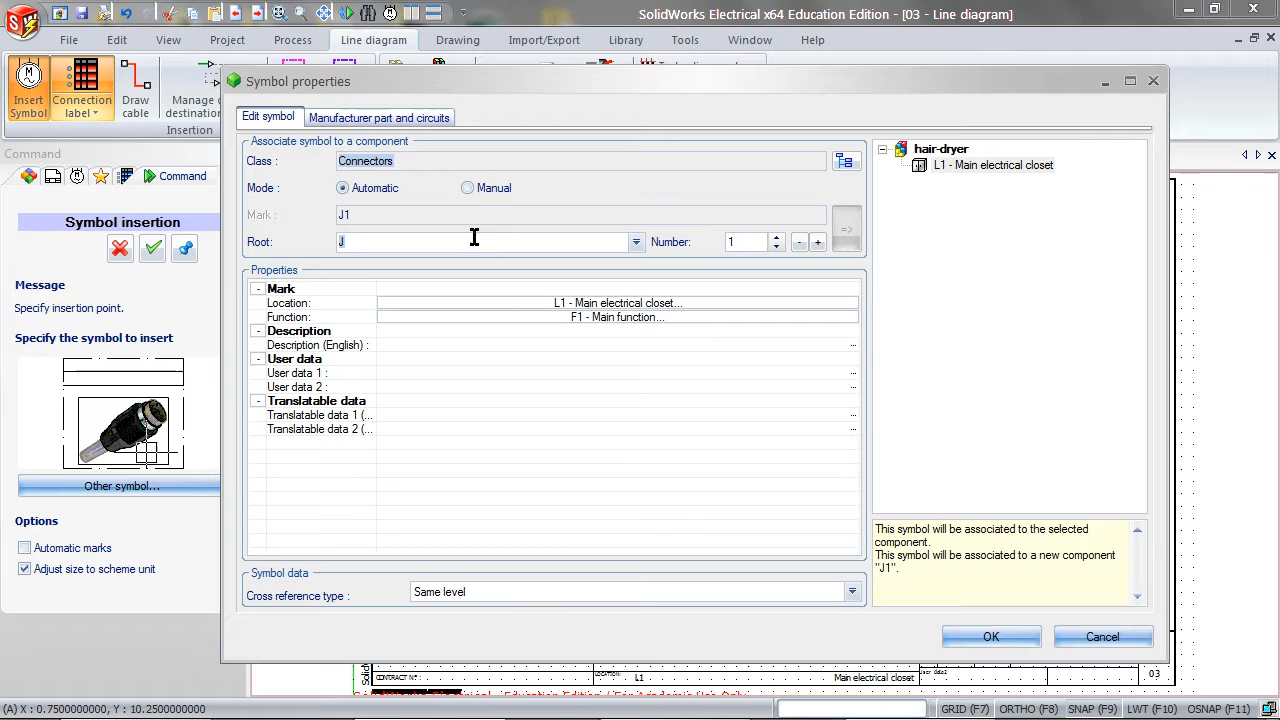 SolidWorks Electrical x64 Education Edition - [03 - Line diagram]
File Edit View Project Process Line diagram Drawing Import/Export Library Tools Window Help
Insert Symbol
Connection label
Draw cable
Manage
destination
Insertion
Command
Command
Symbol insertion
Message
Specify insertion point.
Specify the symbol to insert
Other symbol...
Options
Automatic marks
Adjust size to scheme unit
Symbol properties
Edit symbol Manufacturer part and circuits
Associate symbol to a component
Class : Connectors
Mode : Automatic Manual
Mark : J1
=>
Root: J Number: 1 - +
Properties
- Mark
Location: L1 - Main electrical closet...
Function: F1 - Main function...
- Description
Description (English) : ...
- User data
User data 1 : ...
User data 2 : ...
- Translatable data
Translatable data 1 (... ...
Translatable data 2 (... ...
Symbol data
Cross reference type : Same level
hair-dryer
L1 - Main electrical closet
This symbol will be associated to the selected
component.
This symbol will be associated to a new component
"J1".
OK Cancel
CONTRACT N°: LOCATION: L1 Main electrical closet 03
(A) X : 0.7500000000, Y : 10.2500000000
GRID (F7) ORTHO (F8) SNAP (F9) LWT (F10) OSNAP (F11)